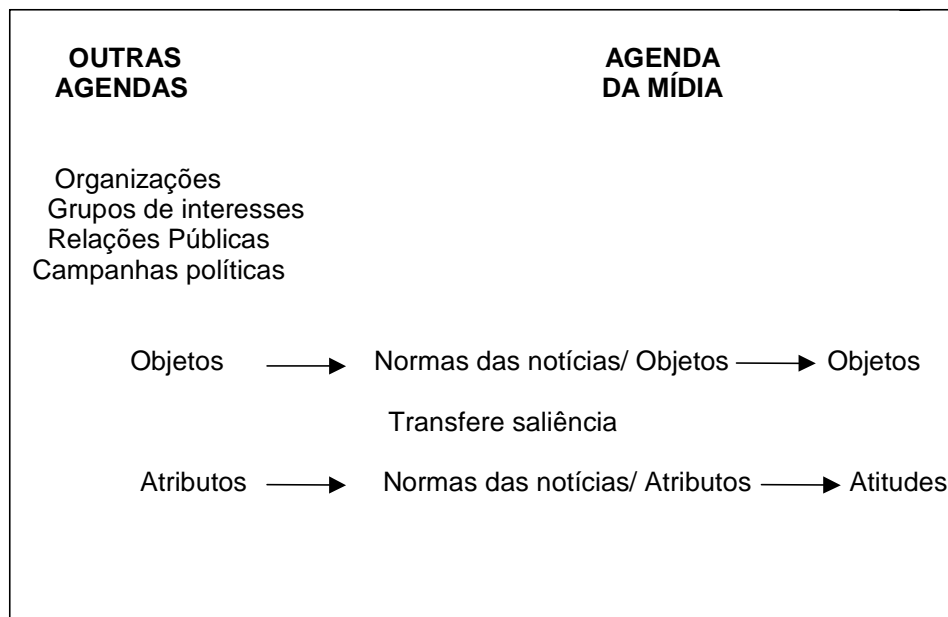 OUTRAS AGENDA
AGENDAS DA MÍDIA
Organizações
Grupos de interesses
Relações Públicas
Campanhas políticas
Objetos Normas das notícias/ Objetos Objetos
Transfere saliência
Atributos Normas das notícias/ Atributos Atitudes